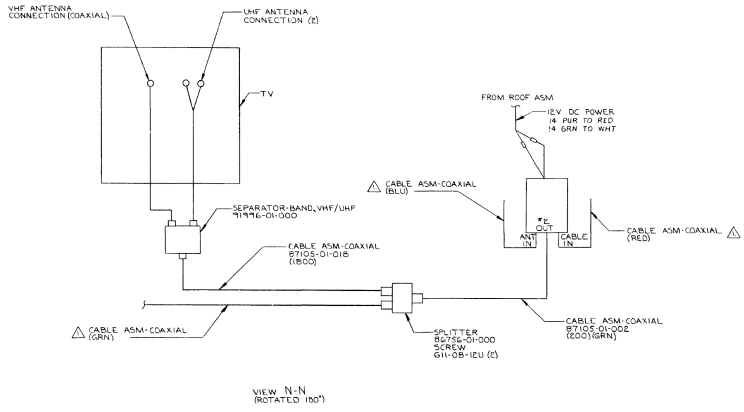 VHF ANTENNA
CONNECTION (COAXIAL)
UHF ANTENNA
CONNECTION (2)
TV
FROM ROOF ASM
12V DC POWER
14 PUR TO RED
14 GRN TO WHT
⚠ CABLE ASM-COAXIAL
(BLU)
#2
OUT
ANT
IN
CABLE
IN
CABLE ASM-COAXIAL
(RED)
SEPARATOR-BAND, VHF/UHF
91996-01-000
CABLE ASM-COAXIAL
87105-01-018
(1800)
CABLE ASM-COAXIAL
(GRN)
SPLITTER
86756-01-000
SCREW
G11-08-12U (2)
CABLE ASM-COAXIAL
87105-01-002
(200)(GRN)
VIEW N-N
(ROTATED 180°)